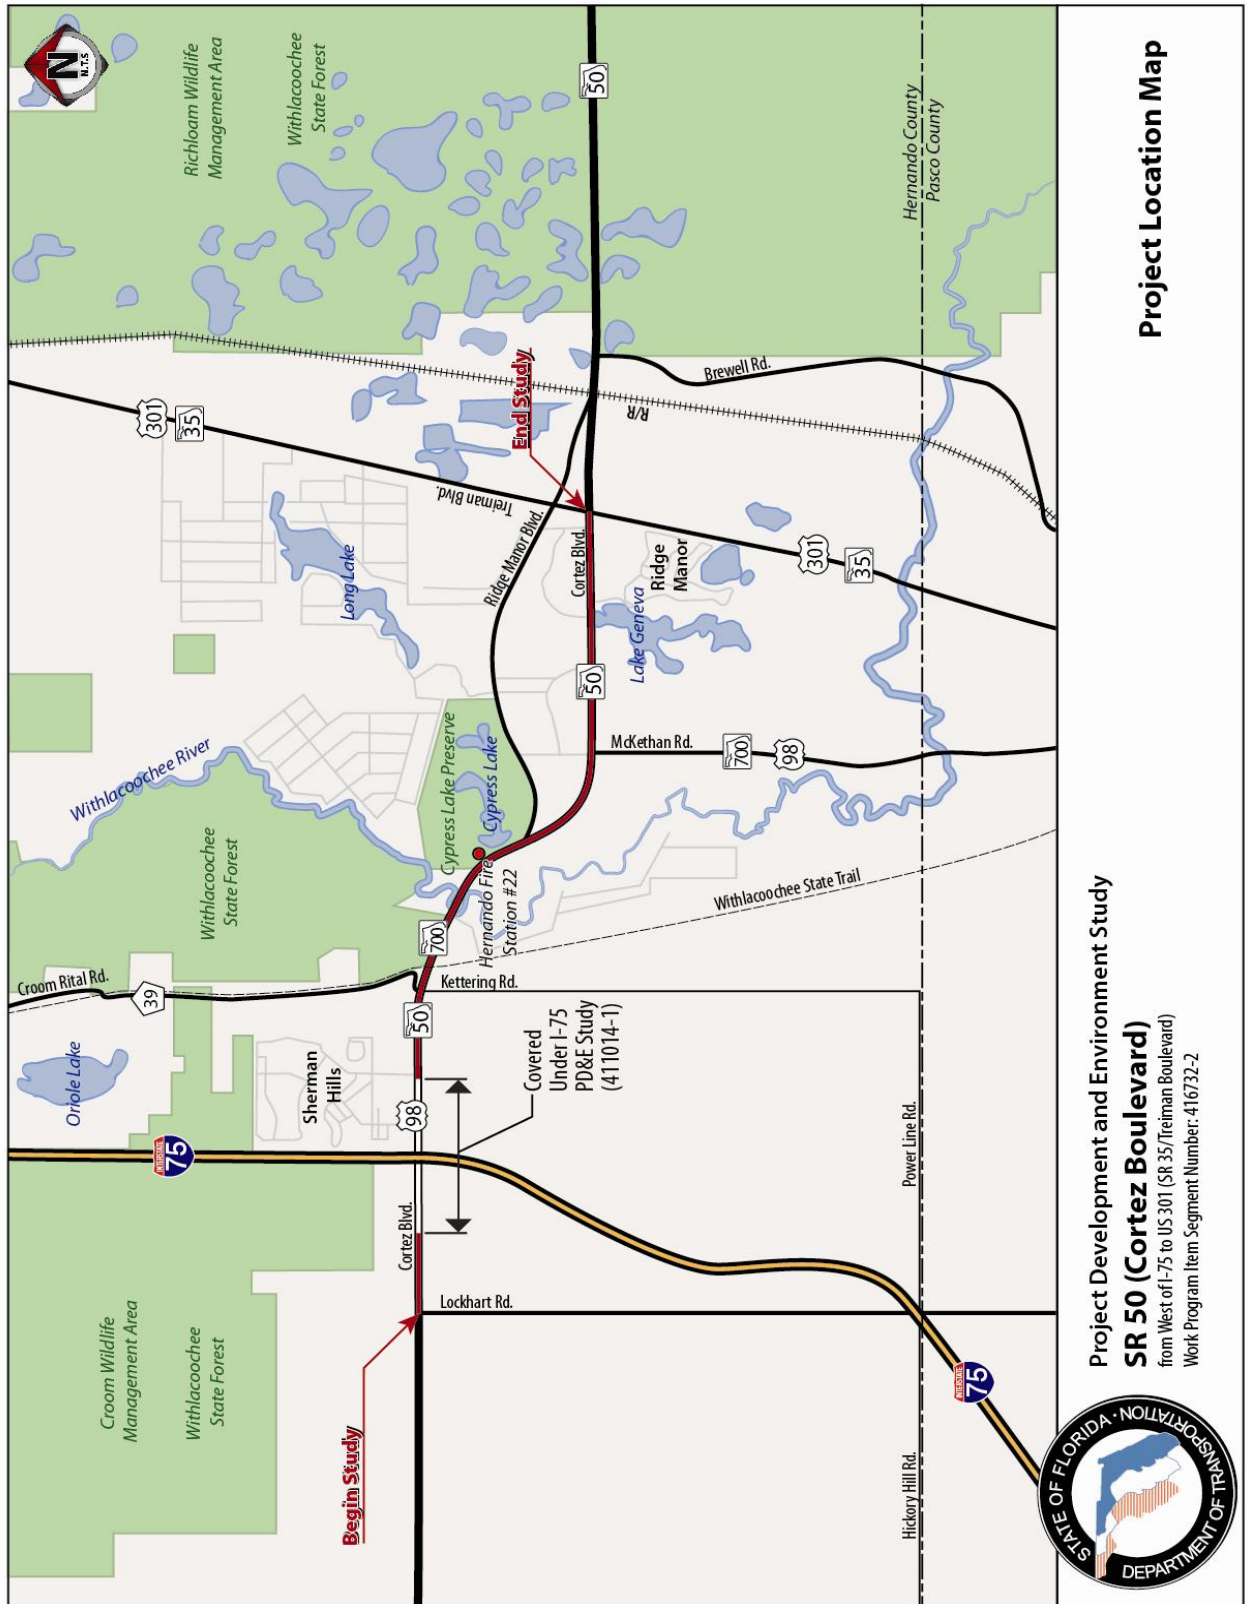 Croom Wildlife
Management Area
Withlacoochee
State Forest
Begin Study
INTERSTATE
75
Oriole Lake
Croom Rital Rd.
39
Sherman
Hills
Cortez Blvd.
98
50
Lockhart Rd.
Covered
Under I-75
PD&E Study
(411014-1)
Kettering Rd.
700
Hernando Fire
Station #22
Withlacoochee
State Forest
Withlacoochee River
Cypress Lake Preserve
Cypress Lake
Withlacoochee State Trail
McKethan Rd.
700
98
50
Long Lake
Lake Geneva
Ridge
Manor
Cortez Blvd.
Ridge Manor Blvd.
Treiman Blvd.
End Study
301
35
301
35
R/R
Brewell Rd.
Richloam Wildlife
Management Area
Withlacoochee
State Forest
50
N
N.T.S
Hernando County
Pasco County
Power Line Rd.
Hickory Hill Rd.
INTERSTATE
75
STATE OF FLORIDA • DEPARTMENT OF TRANSPORTATION
Project Development and Environment Study
SR 50 (Cortez Boulevard)
from West of I-75 to US 301 (SR 35/Treiman Boulevard)
Work Program Item Segment Number: 416732-2
Project Location Map